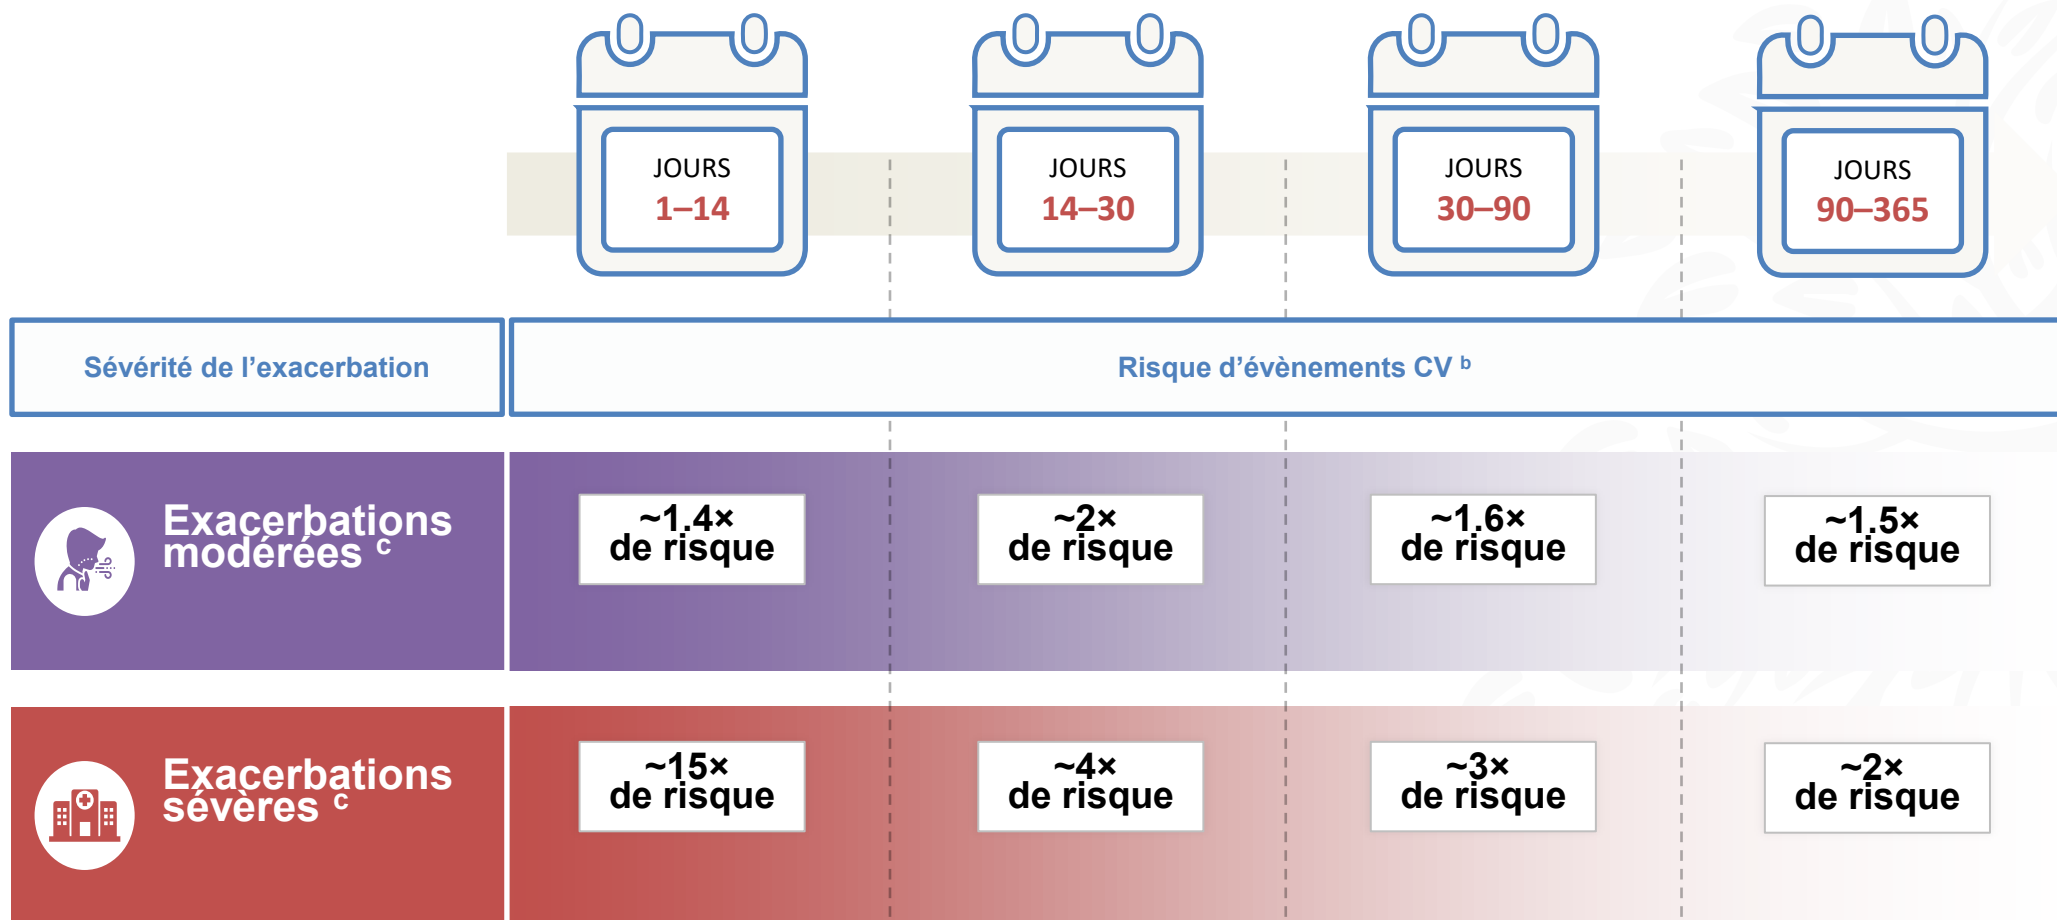 JOURS
1–14
JOURS
14–30
JOURS
30–90
JOURS
90–365
Sévérité de l’exacerbation
Risque d’évènements CV ᵇ
Exacerbations
modérées ᶜ
~1.4×
de risque
~2×
de risque
~1.6×
de risque
~1.5×
de risque
Exacerbations
sévères ᶜ
~15×
de risque
~4×
de risque
~3×
de risque
~2×
de risque